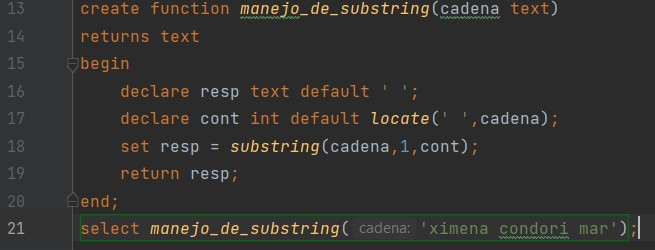 13 create function manejo_de_substring(cadena text)
14 returns text
15 begin
16 declare resp text default ' ';
17 declare cont int default locate(' ',cadena);
18 set resp = substring(cadena,1,cont);
19 return resp;
20 end;
21 select manejo_de_substring( cadena: 'ximena condori mar');